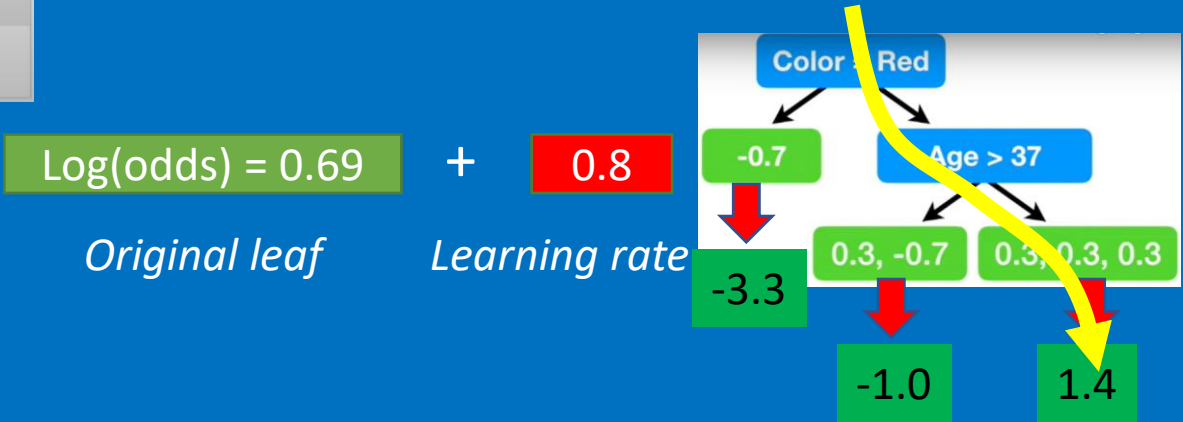 Color = Red
Log(odds) = 0.69 + 0.8
-0.7
Age > 37
Original leaf
Learning rate
0.3, -0.7
0.3, 0.3, 0.3
-3.3
-1.0
1.4